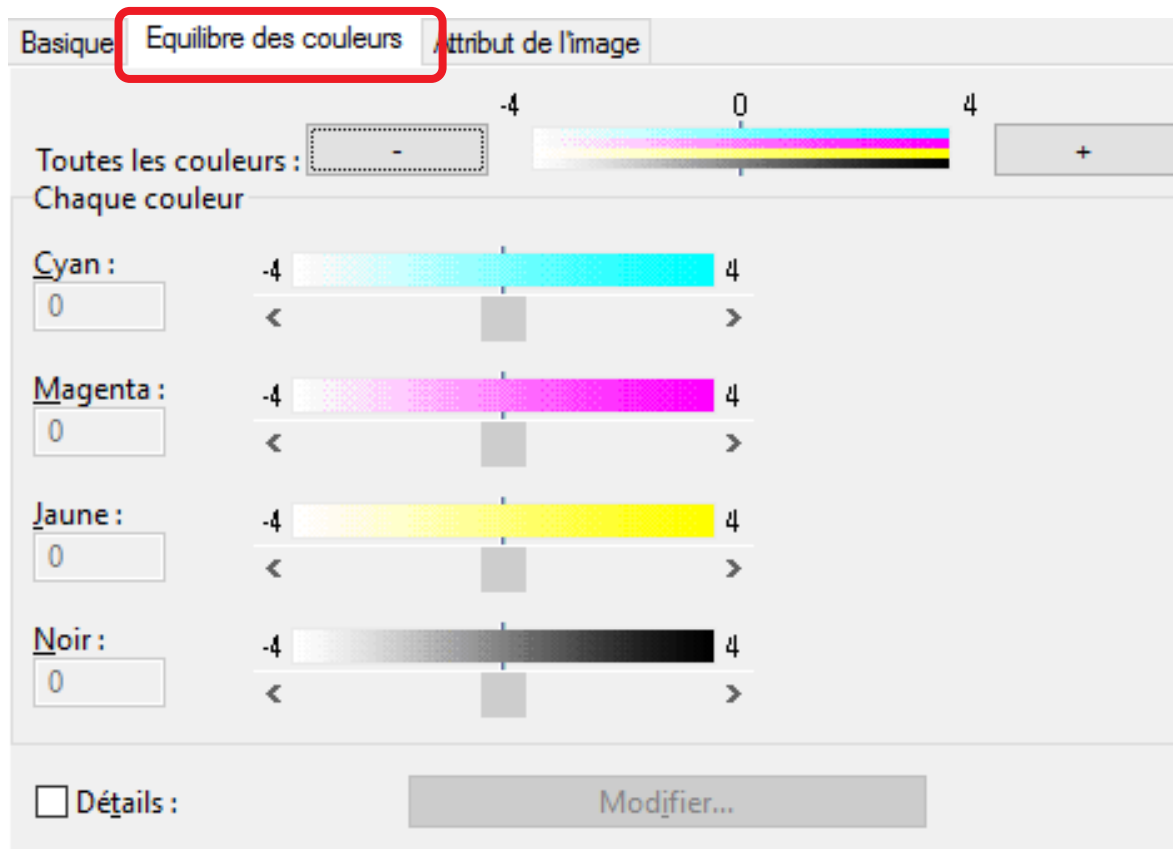 Basique Equilibre des couleurs Attribut de l'image
-4 0 4
Toutes les couleurs : - +
Chaque couleur
Cyan :
-4 4
0
< >
Magenta :
-4 4
0
< >
Jaune :
-4 4
0
< >
Noir :
-4 4
0
< >
Détails : Modifier...